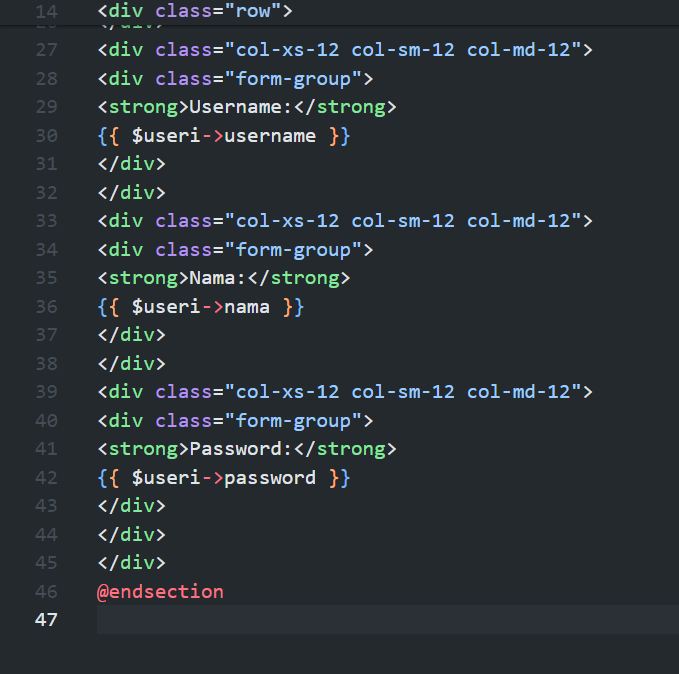 14 <div class="row">
27 <div class="col-xs-12 col-sm-12 col-md-12">
28 <div class="form-group">
29 <strong>Username:</strong>
30 {{ $useri->username }}
31 </div>
32 </div>
33 <div class="col-xs-12 col-sm-12 col-md-12">
34 <div class="form-group">
35 <strong>Nama:</strong>
36 {{ $useri->nama }}
37 </div>
38 </div>
39 <div class="col-xs-12 col-sm-12 col-md-12">
40 <div class="form-group">
41 <strong>Password:</strong>
42 {{ $useri->password }}
43 </div>
44 </div>
45 </div>
46 @endsection
47